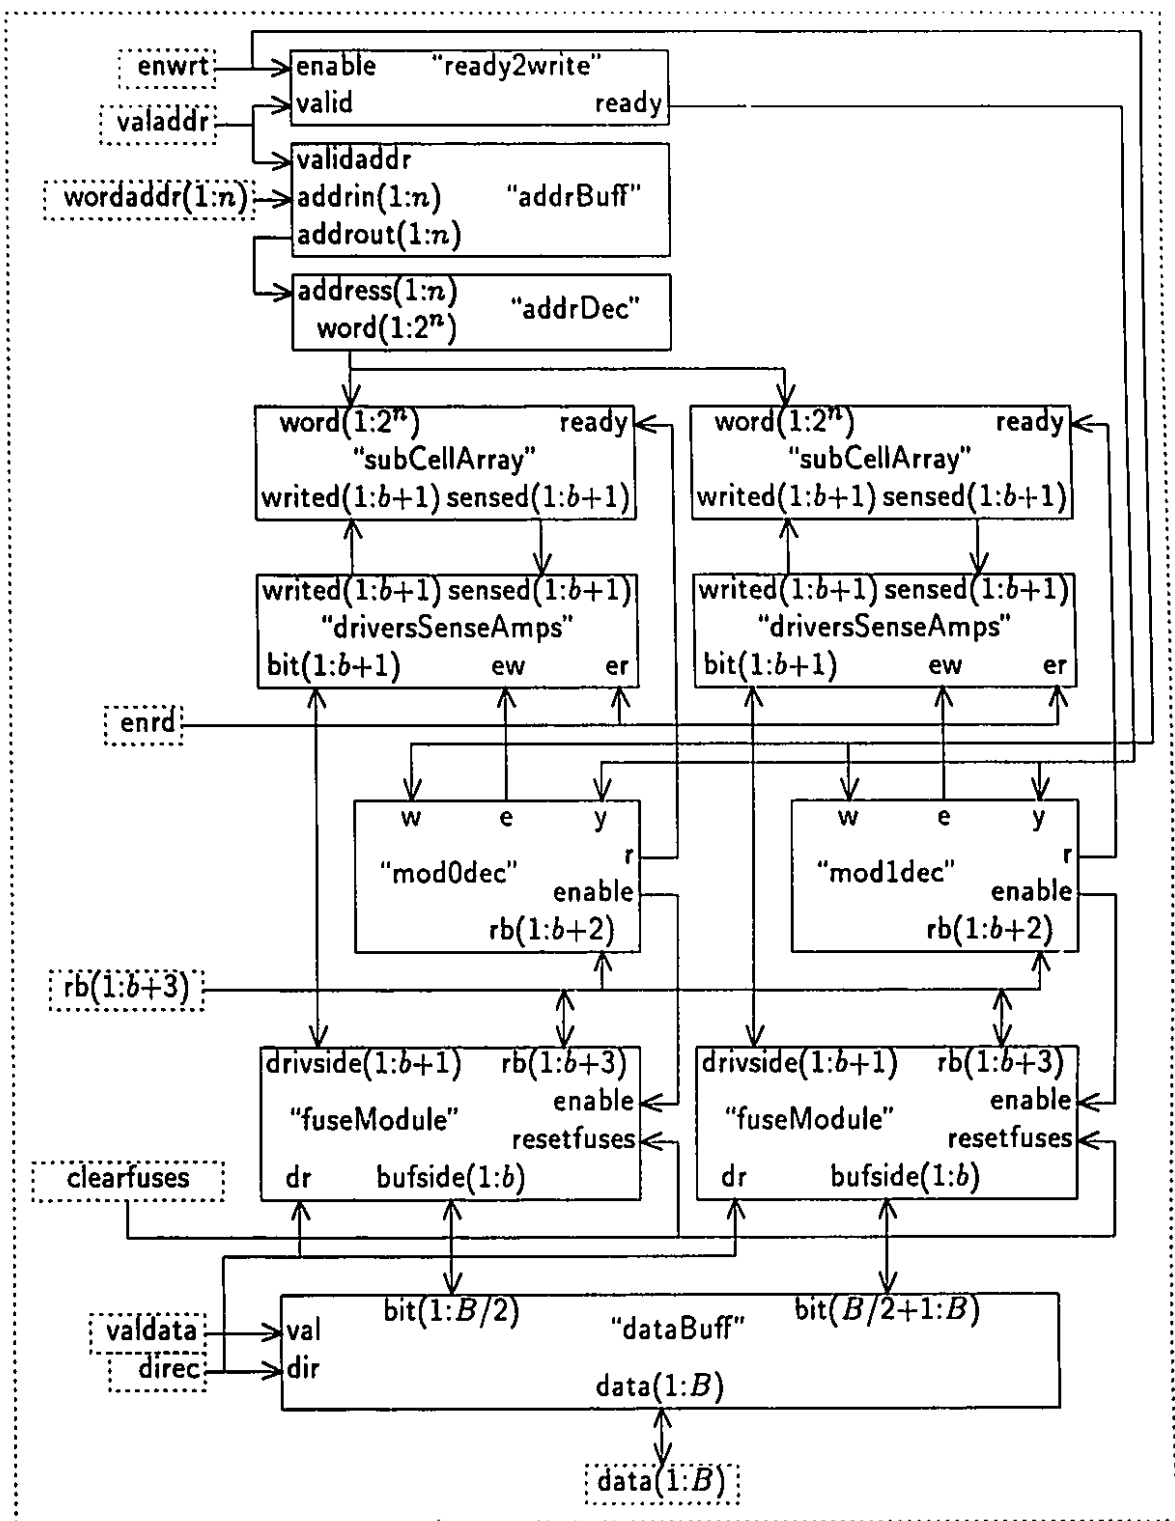 enwrt enable "ready2write"
valid ready
valaddr
validaddr
wordaddr(1:n) addrin(1:n) "addrBuff"
addrout(1:n)
address(1:n) "addrDec"
word(1:2ⁿ)
word(1:2ⁿ) ready word(1:2ⁿ) ready
"subCellArray" "subCellArray"
writed(1:b+1) sensed(1:b+1) writed(1:b+1) sensed(1:b+1)
writed(1:b+1) sensed(1:b+1) writed(1:b+1) sensed(1:b+1)
"driversSenseAmps" "driversSenseAmps"
bit(1:b+1) ew er bit(1:b+1) ew er
enrd
w e y w e y
r r
"mod0dec" "mod1dec"
enable enable
rb(1:b+2) rb(1:b+2)
rb(1:b+3)
drivside(1:b+1) rb(1:b+3) drivside(1:b+1) rb(1:b+3)
enable enable
"fuseModule" "fuseModule"
resetfuses resetfuses
clearfuses dr bufside(1:b) dr bufside(1:b)
bit(1:B/2) bit(B/2+1:B)
valdata val "dataBuff"
direc dir
data(1:B)
data(1:B)